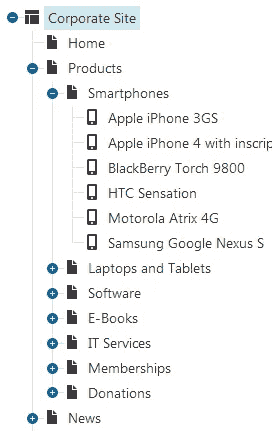 Corporate Site
Home
Products
Smartphones
Apple iPhone 3GS
Apple iPhone 4 with inscrip
BlackBerry Torch 9800
HTC Sensation
Motorola Atrix 4G
Samsung Google Nexus S
Laptops and Tablets
Software
E-Books
IT Services
Memberships
Donations
News